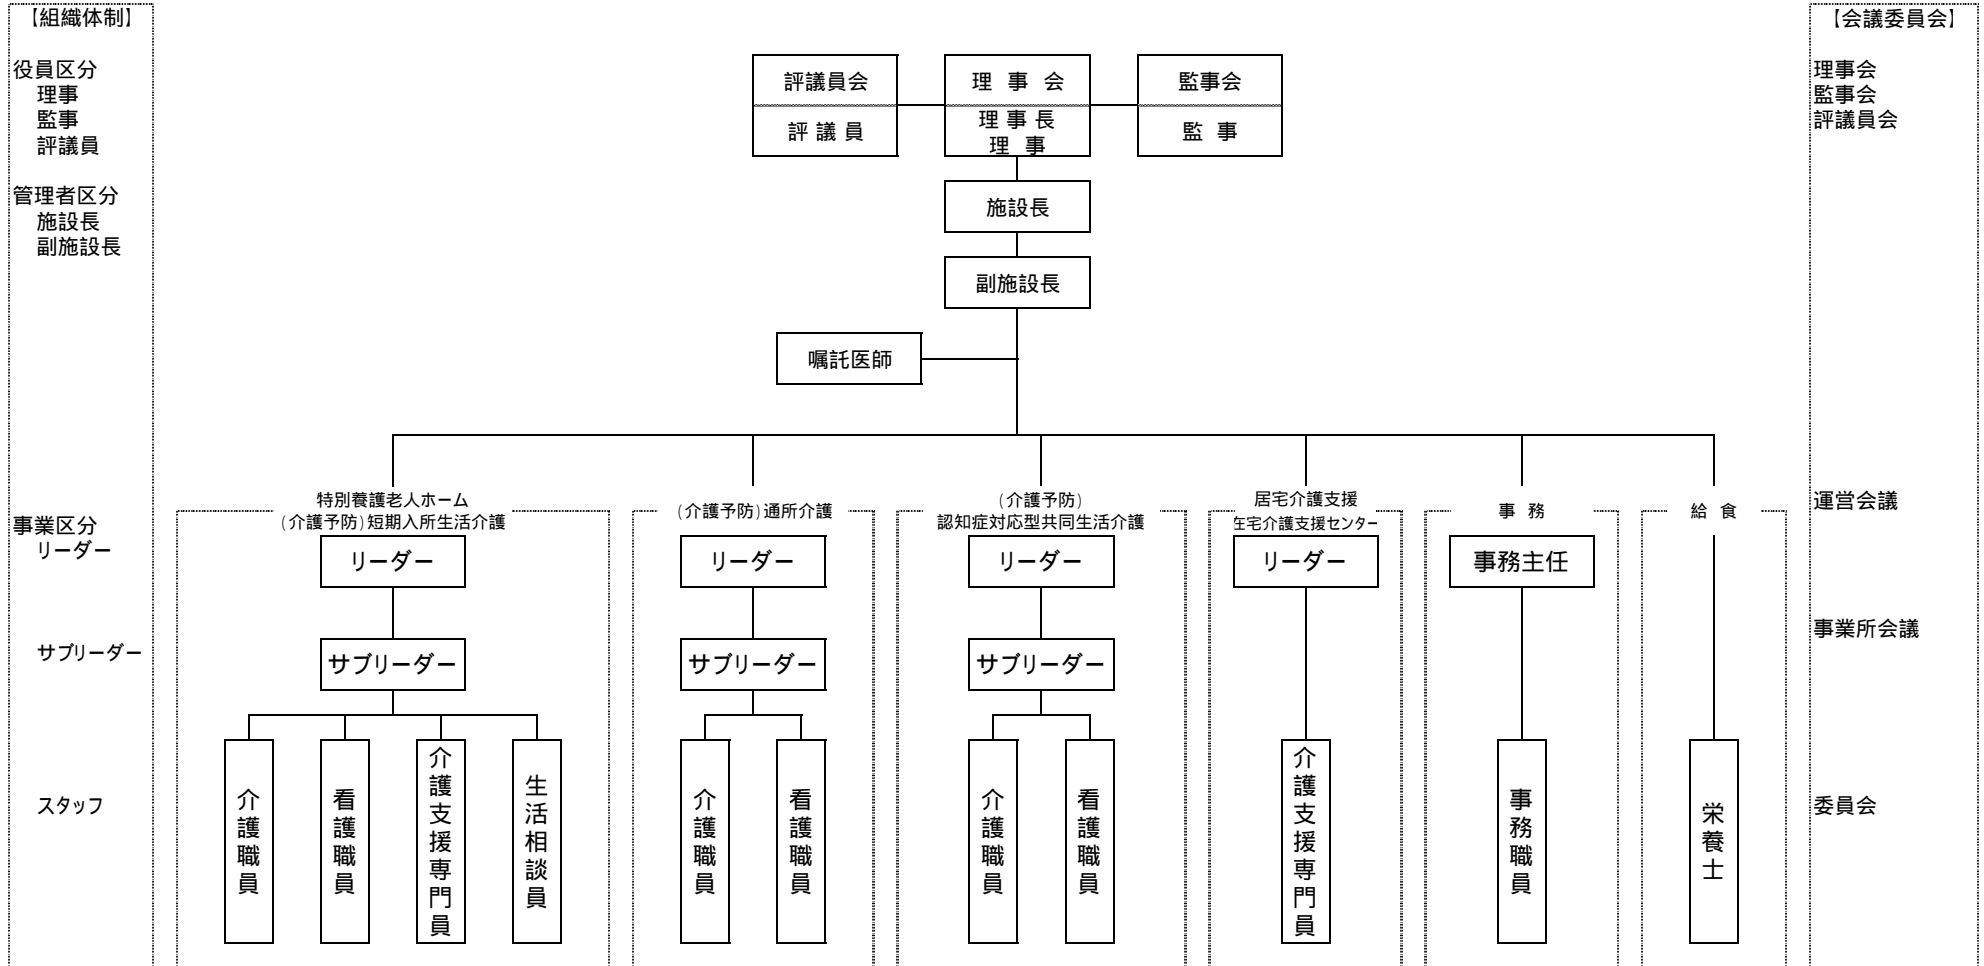 【組織体制】
役員区分
理事
監事
評議員
管理者区分
施設長
副施設長
事業区分
リーダー
サブリーダー
スタッフ
評議員会
評 議 員
理 事 会
理 事 長
理 事
監事会
監 事
施設長
副施設長
嘱託医師
特別養護老人ホーム
(介護予防)短期入所生活介護
リーダー
サブリーダー
介護職員
看護職員
介護支援専門員
生活相談員
(介護予防)通所介護
リーダー
サブリーダー
介護職員
看護職員
(介護予防)
認知症対応型共同生活介護
リーダー
サブリーダー
介護職員
看護職員
居宅介護支援
在宅介護支援センター
リーダー
介護支援専門員
事 務
事務主任
事務職員
給 食
栄養士
【会議委員会】
理事会
監事会
評議員会
運営会議
事業所会議
委員会